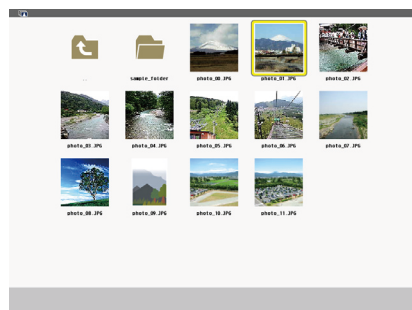 ..
sample_folder
photo_00.JPG
photo_01.JPG
photo_02.JPG
photo_03.JPG
photo_04.JPG
photo_05.JPG
photo_06.JPG
photo_07.JPG
photo_08.JPG
photo_09.JPG
photo_10.JPG
photo_11.JPG